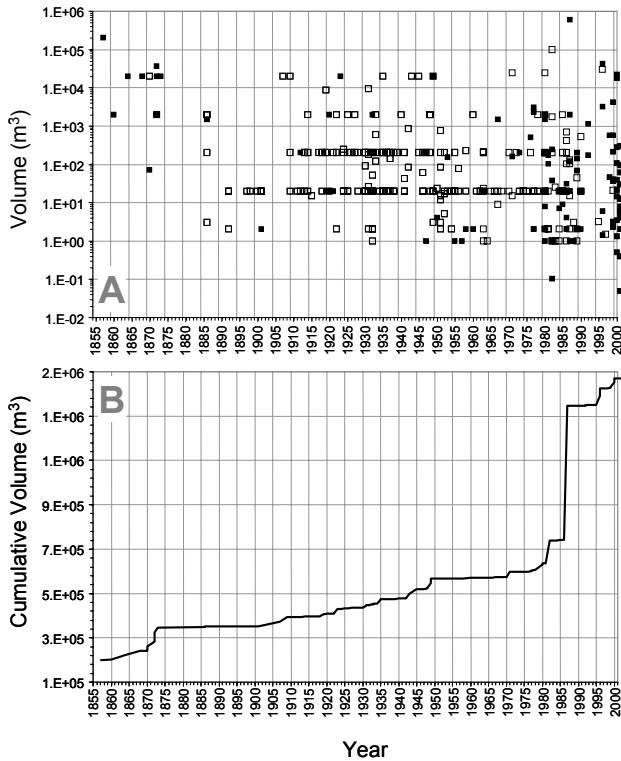 1.E+06
1.E+05
1.E+04
1.E+03
1.E+02
1.E+01
1.E+00
1.E-01
1.E-02
Volume (m³)
A
1855 1860 1865 1870 1875 1880 1885 1890 1895 1900 1905 1910 1915 1920 1925 1930 1935 1940 1945 1950 1955 1960 1965 1970 1975 1980 1985 1990 1995 2000
2.E+06
1.E+06
1.E+06
9.E+05
7.E+05
5.E+05
3.E+05
1.E+05
Cumulative Volume (m³)
B
1855 1860 1865 1870 1875 1880 1885 1890 1895 1900 1905 1910 1915 1920 1925 1930 1935 1940 1945 1950 1955 1960 1965 1970 1975 1980 1985 1990 1995 2000
Year